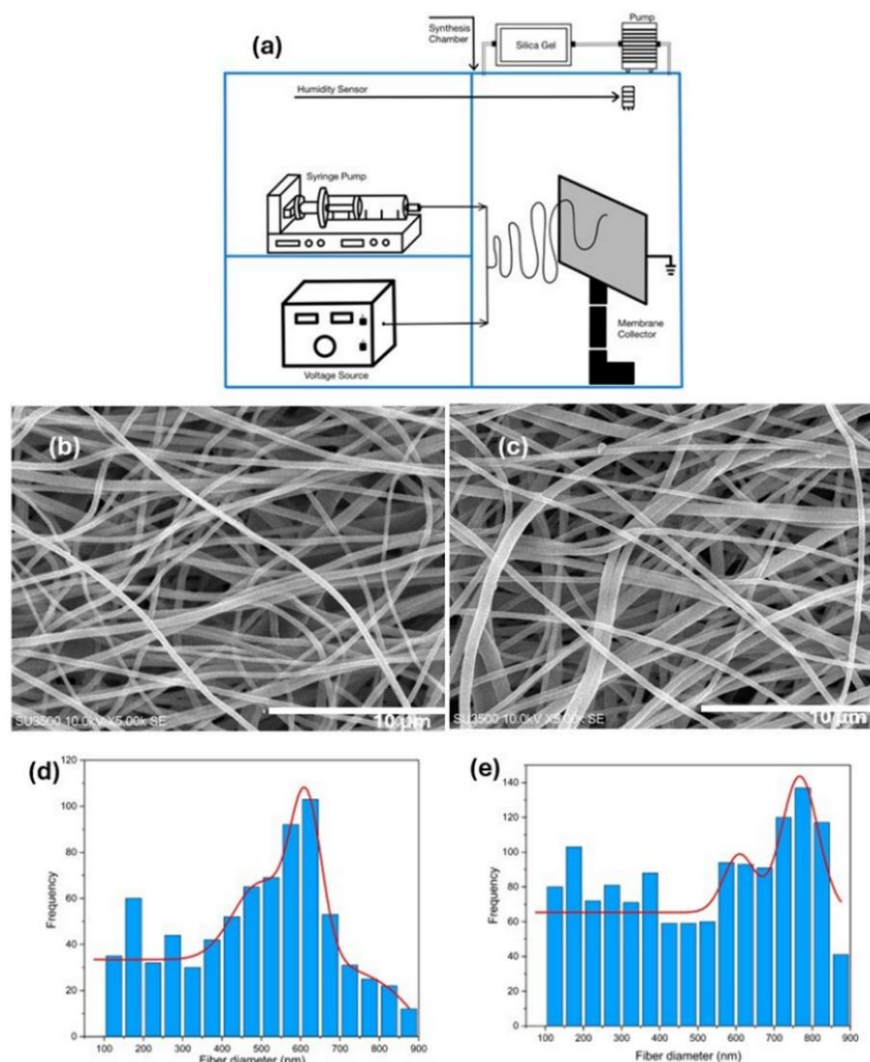 (a)
Synthesis
Chamber
Silica Gel
Pump
Humidity Sensor
Syringe Pump
Membrane
Collector
Voltage Source
(b)
SU3500 10.0kV X5.00k SE
10 µm
(c)
SU3500 10.0kV X5.00k SE
10 µm
(d)
120
100
80
60
40
20
0
Frequency
100 200 300 400 500 600 700 800 900
Fiber diameter (nm)
(e)
140
120
100
80
60
40
20
0
Frequency
100 200 300 400 500 600 700 800 900
Fiber diameter (nm)